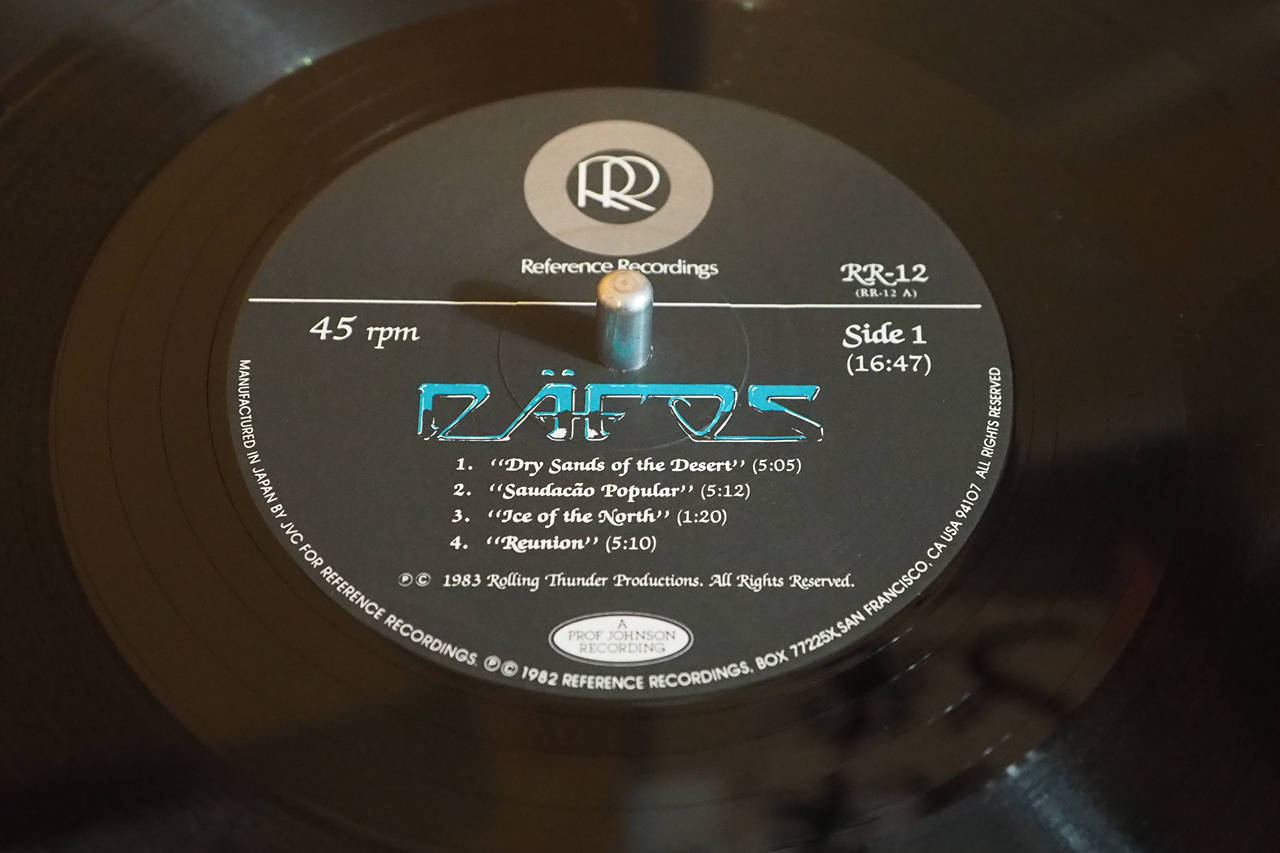 RR
Reference Recordings
RR-12
(RR-12 A)
45 rpm
Side 1
(16:47)
DÄFOS
1. "Dry Sands of the Desert" (5:05)
2. "Saudacão Popular" (5:12)
3. "Ice of the North" (1:20)
4. "Reunion" (5:10)
ⓅⒸ 1983 Rolling Thunder Productions. All Rights Reserved.
A
PROF JOHNSON
RECORDING
MANUFACTURED IN JAPAN BY JVC FOR REFERENCE RECORDINGS. ⓅⒸ 1982 REFERENCE RECORDINGS, BOX 77225X, SAN FRANCISCO, CA USA 94107 ALL RIGHTS RESERVED